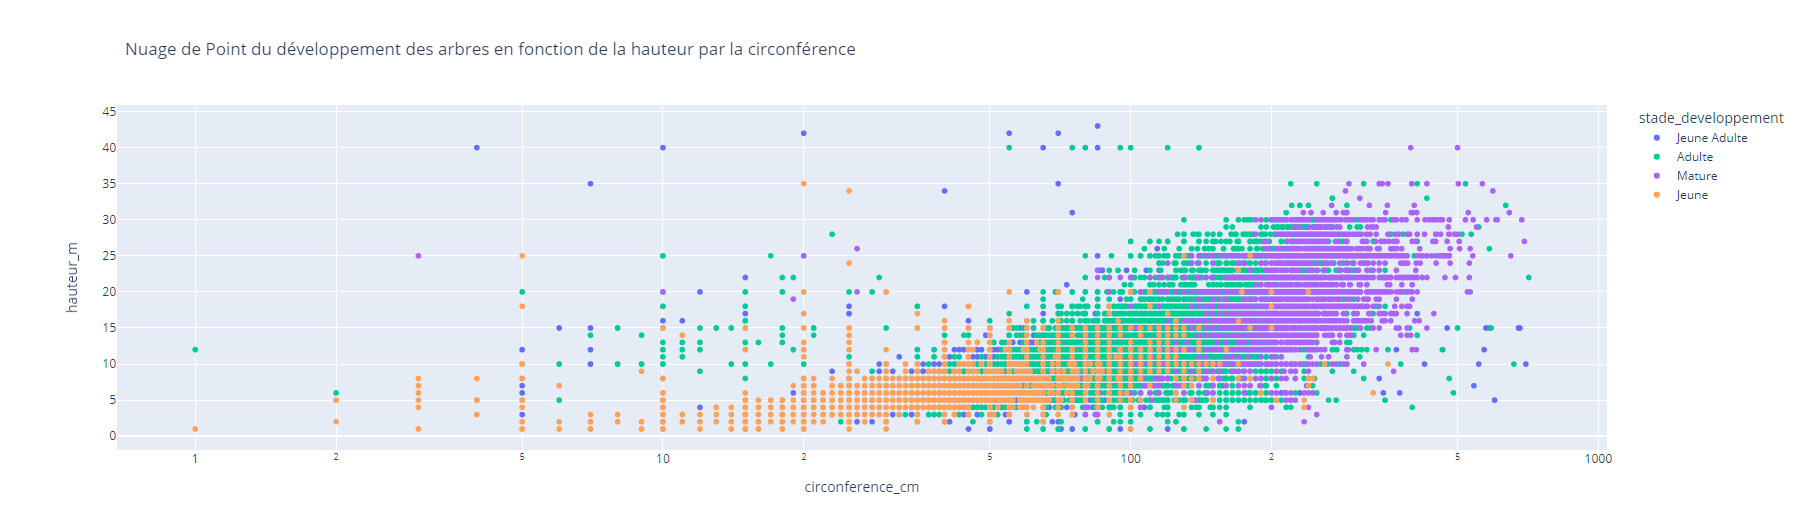 Nuage de Point du développement des arbres en fonction de la hauteur par la circonférence
stade_developpement
Jeune Adulte
Adulte
Mature
Jeune
hauteur_m
45
40
35
30
25
20
15
10
5
0
1 2 5 10 2 5 100 2 5 1000
circonference_cm